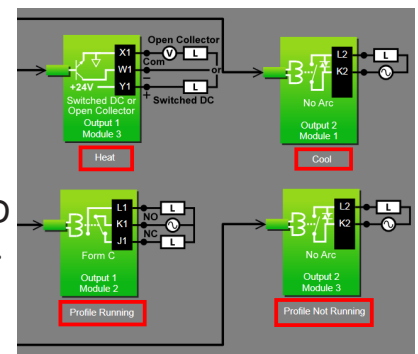 Open Collector
X1
V
L
Com
W1
−
or
+24V
Y1
+
L
Switched DC or
Open Collector
Switched DC
Output 1
Module 3
Heat
L2
L
K2
No Arc
Output 2
Module 1
Cool
L1
L
NO
K1
NC
J1
L
Form C
Output 1
Module 2
Profile Running
L2
L
K2
No Arc
Output 2
Module 3
Profile Not Running